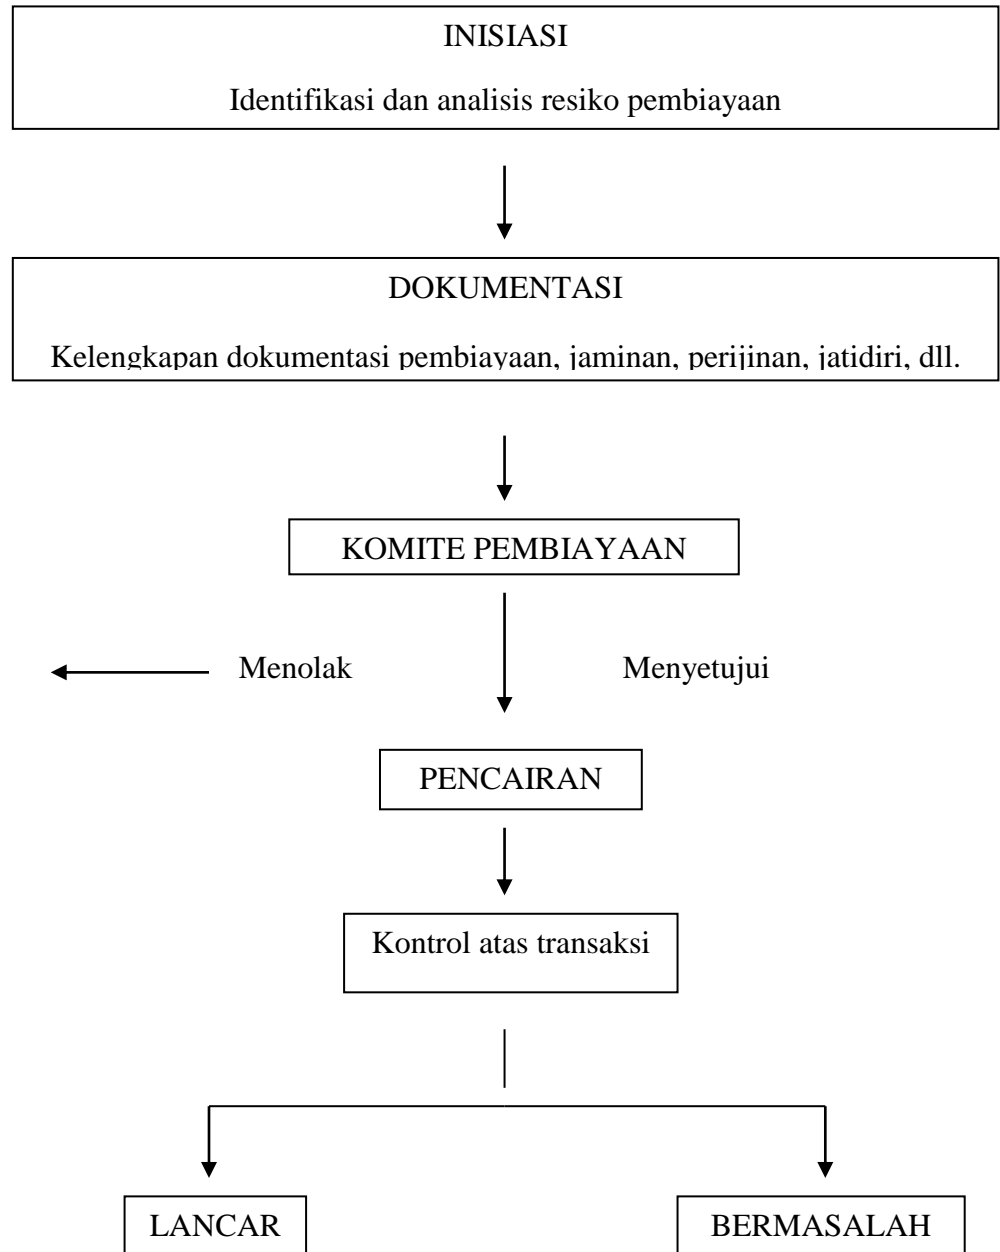 INISIASI
Identifikasi dan analisis resiko pembiayaan
DOKUMENTASI
Kelengkapan dokumentasi pembiayaan, jaminan, perijinan, jatidiri, dll.
KOMITE PEMBIAYAAN
Menolak
Menyetujui
PENCAIRAN
Kontrol atas transaksi
LANCAR
BERMASALAH